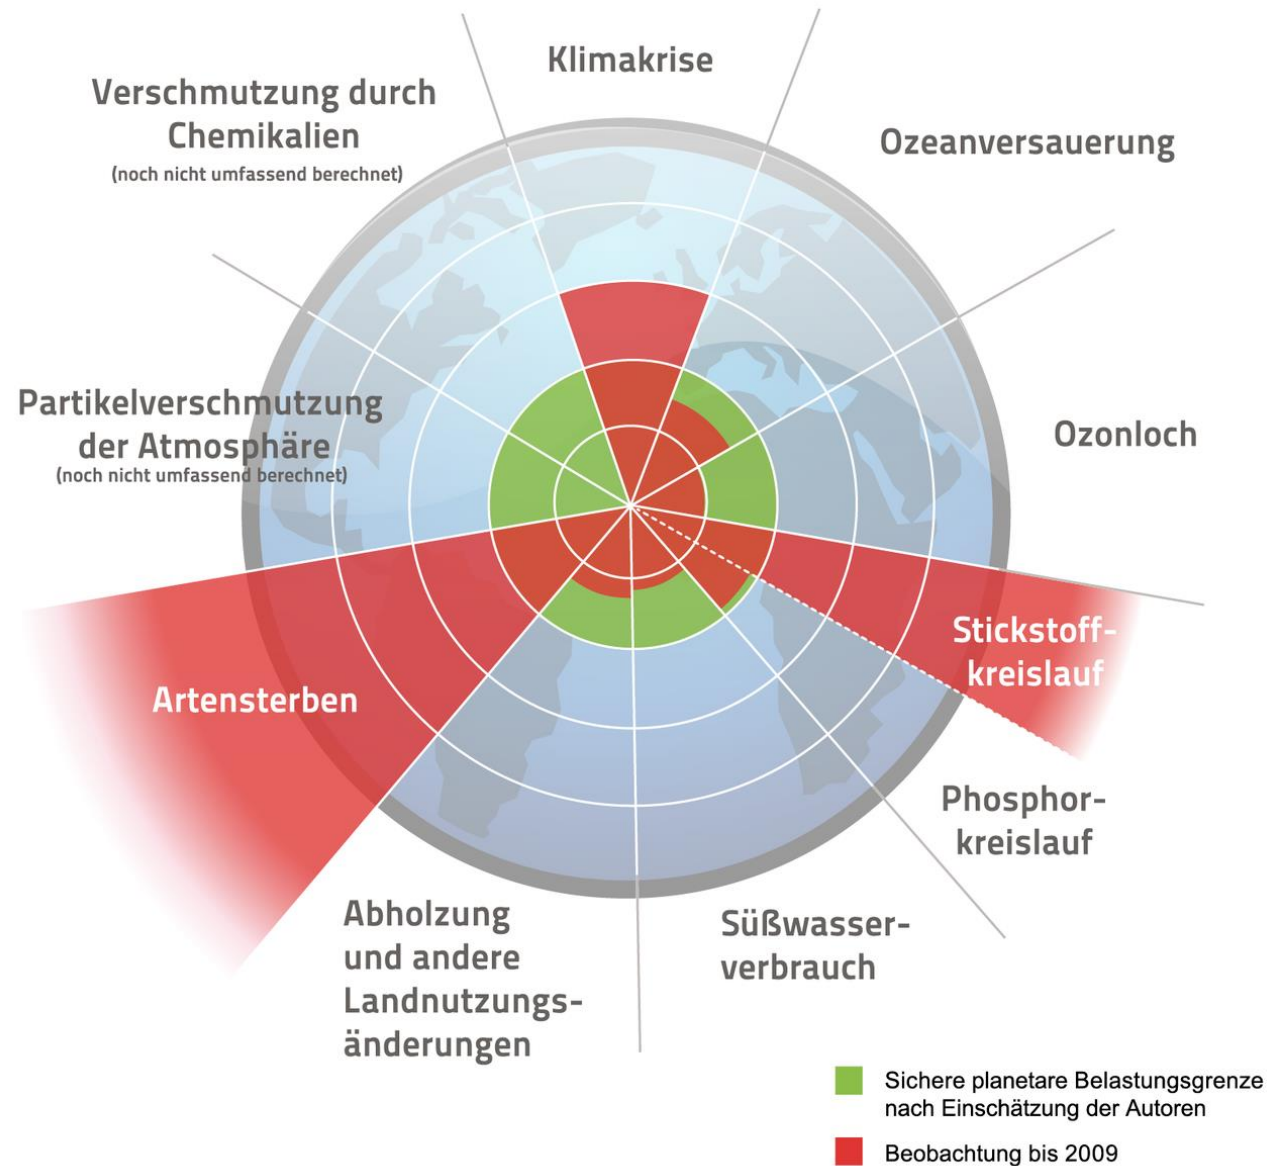 Klimakrise
Verschmutzung durch
Chemikalien
(noch nicht umfassend berechnet)
Ozeanversauerung
Partikelverschmutzung
der Atmosphäre
(noch nicht umfassend berechnet)
Ozonloch
Stickstoff-
kreislauf
Artensterben
Phosphor-
kreislauf
Abholzung
und andere
Landnutzungs-
änderungen
Süßwasser-
verbrauch
Sichere planetare Belastungsgrenze
nach Einschätzung der Autoren
Beobachtung bis 2009